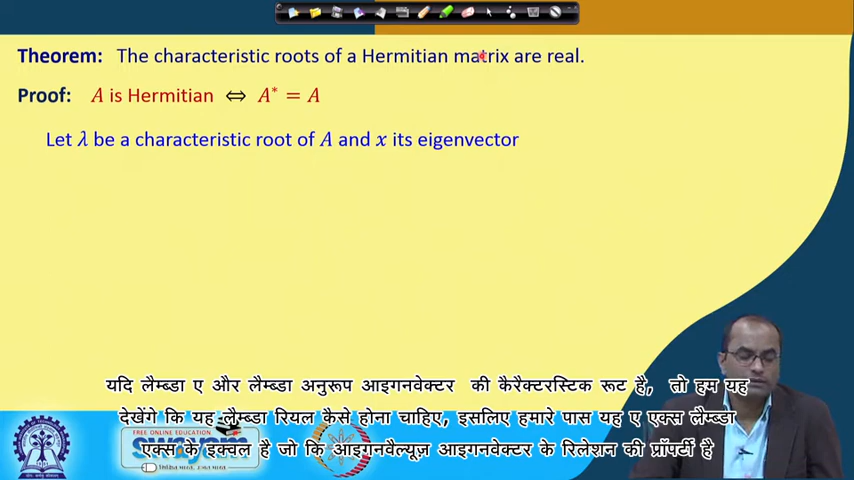 Theorem: The characteristic roots of a Hermitian matrix are real.
Proof: A is Hermitian ⇔ A* = A
Let λ be a characteristic root of A and x its eigenvector
यदि लैम्ब्डा ए और लैम्ब्डा अनुरूप आइगनवेक्टर की कैरैक्टरस्टिक रूट है, तो हम यह
देखेंगे कि यह लैम्ब्डा रियल कैसे होना चाहिए, इसलिए हमारे पास यह ए एक्स लैम्ब्डा
एक्स के इक्वल है जो कि आइगनवैल्यूज़ आइगनवेक्टर के रिलेशन की प्रॉपर्टी है
FREE ONLINE EDUCATION
swayam